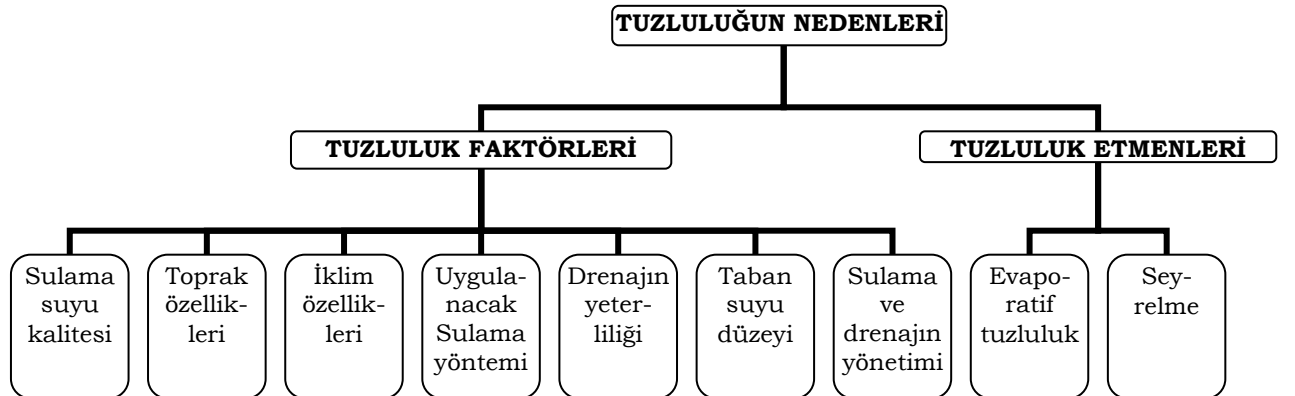 TUZLULUĞUN NEDENLERİ
TUZLULUK FAKTÖRLERİ
TUZLULUK ETMENLERİ
Sulama
suyu
kalitesi
Toprak
özellik-
leri
İklim
özellik-
leri
Uygula-
nacak
Sulama
yöntemi
Drenajın
yeter-
liliği
Taban
suyu
düzeyi
Sulama
ve
drenajın
yönetimi
Evapo-
ratif
tuzluluk
Sey-
relme